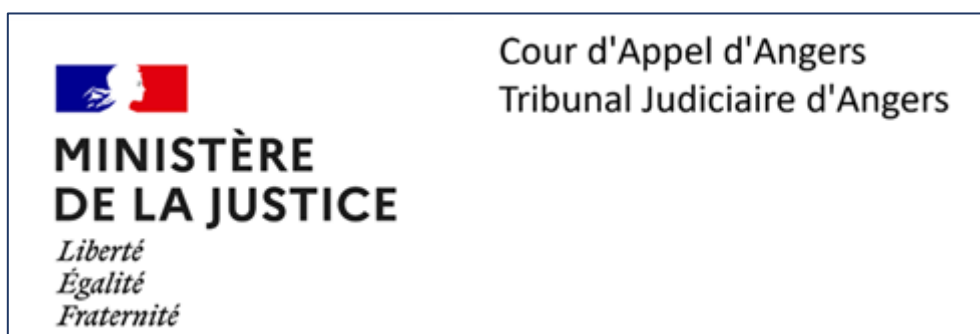 Cour d'Appel d'Angers
Tribunal Judiciaire d'Angers
MINISTÈRE
DE LA JUSTICE
Liberté
Égalité
Fraternité